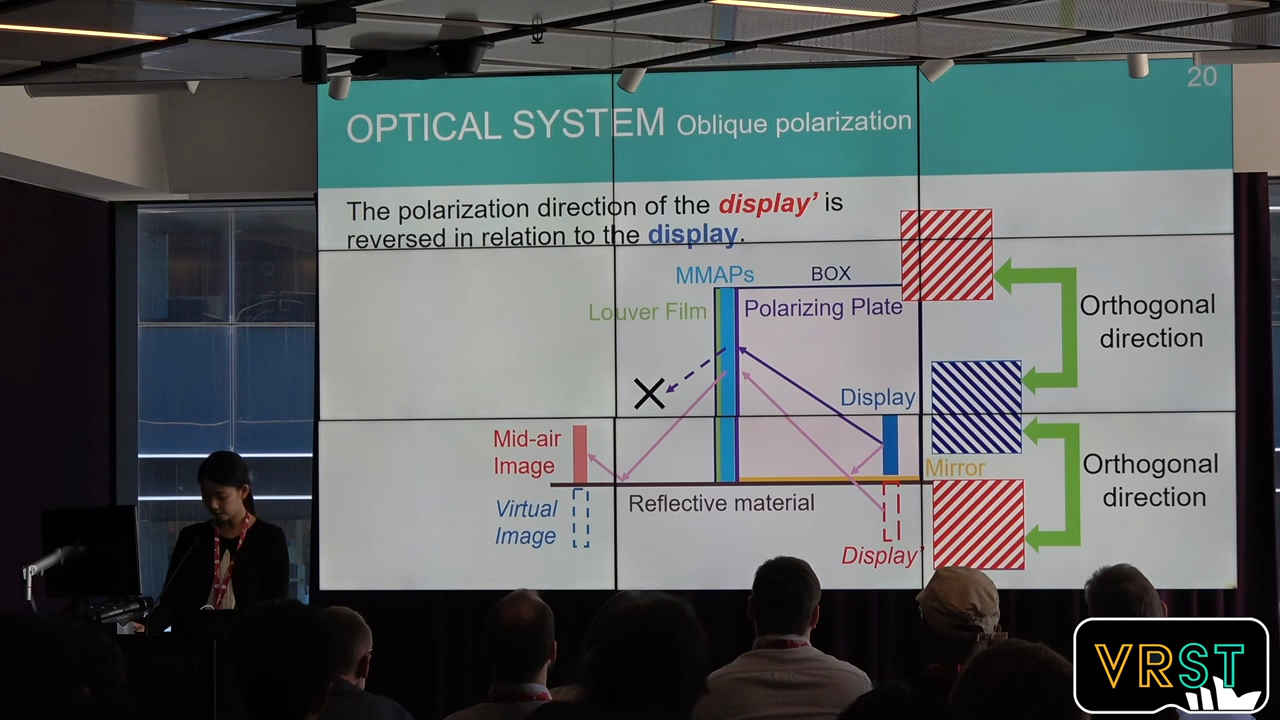 20
OPTICAL SYSTEM Oblique polarization
The polarization direction of the display' is
reversed in relation to the display.
MMAPs
BOX
Louver Film
Polarizing Plate
Orthogonal
direction
Display
Mid-air
Image
Mirror
Orthogonal
direction
Virtual
Image
Reflective material
Display'
VRST